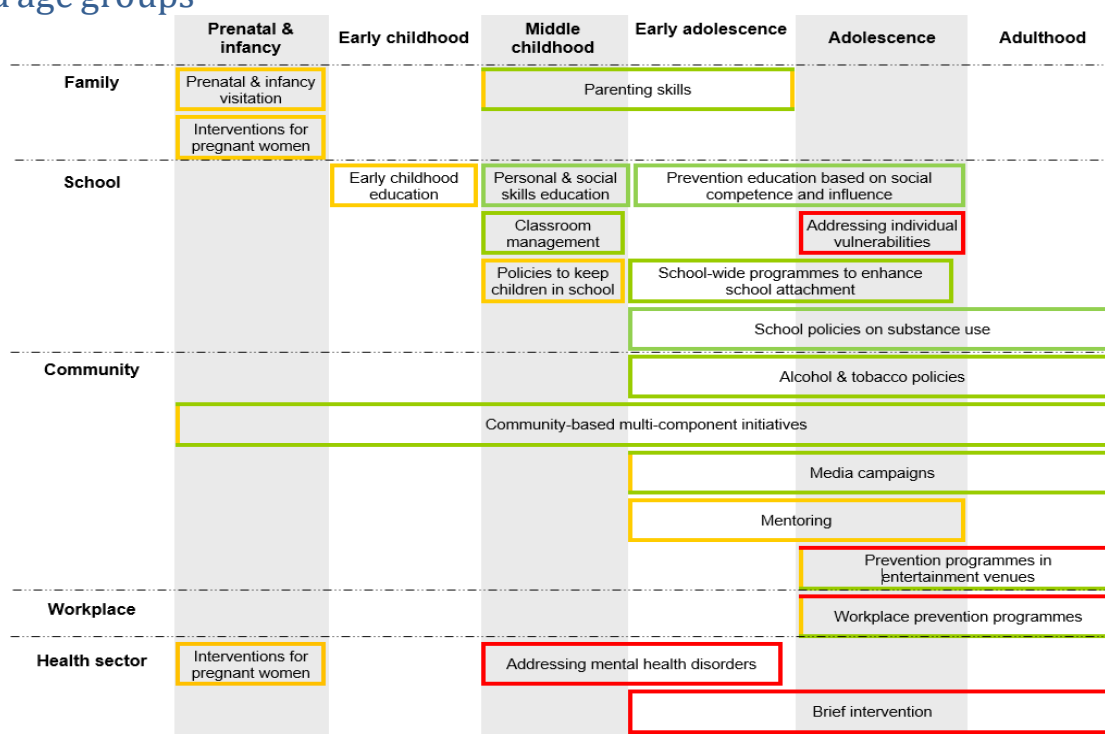 d age groups
Prenatal &
infancy
Early childhood
Middle
childhood
Early adolescence
Adolescence
Adulthood
Family
Prenatal & infancy
visitation
Parenting skills
Interventions for
pregnant women
School
Early childhood
education
Personal & social
skills education
Prevention education based on social
competence and influence
Classroom
management
Addressing individual
vulnerabilities
Policies to keep
children in school
School-wide programmes to enhance
school attachment
School policies on substance use
Community
Alcohol & tobacco policies
Community-based multi-component initiatives
Media campaigns
Mentoring
Prevention programmes in
entertainment venues
Workplace
Workplace prevention programmes
Health sector
Interventions for
pregnant women
Addressing mental health disorders
Brief intervention